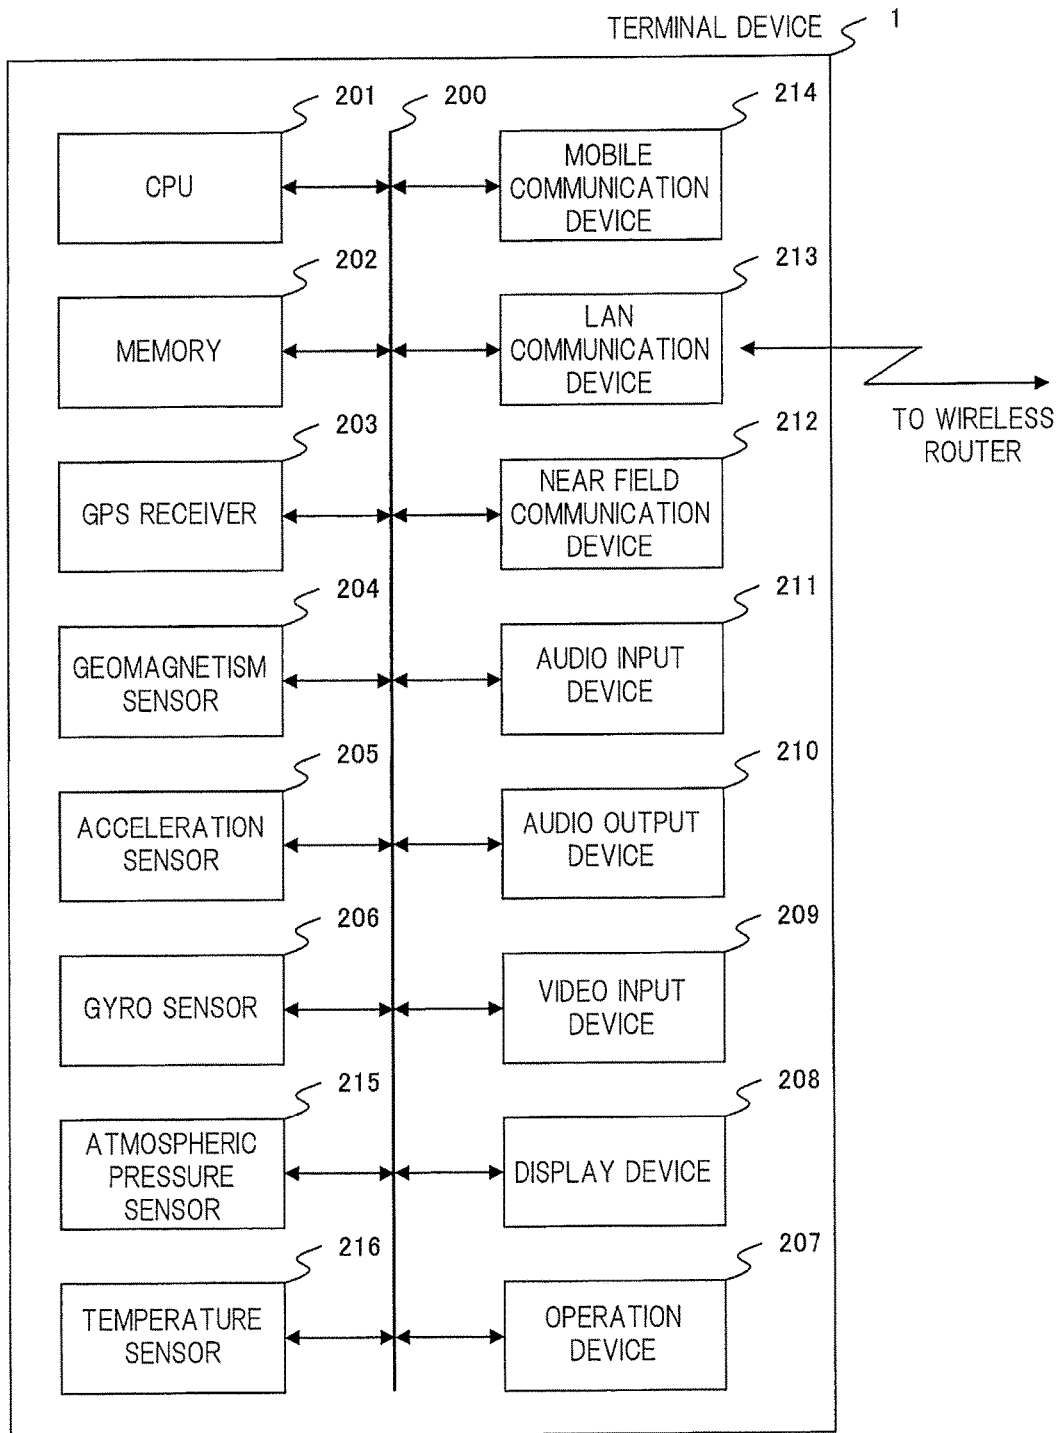 TERMINAL DEVICE 1
201
200
214
CPU
MOBILE
COMMUNICATION
DEVICE
202
213
MEMORY
LAN
COMMUNICATION
DEVICE
TO WIRELESS
ROUTER
203
212
GPS RECEIVER
NEAR FIELD
COMMUNICATION
DEVICE
204
211
GEOMAGNETISM
SENSOR
AUDIO INPUT
DEVICE
205
210
ACCELERATION
SENSOR
AUDIO OUTPUT
DEVICE
206
209
GYRO SENSOR
VIDEO INPUT
DEVICE
215
208
ATMOSPHERIC
PRESSURE
SENSOR
DISPLAY DEVICE
216
207
TEMPERATURE
SENSOR
OPERATION
DEVICE